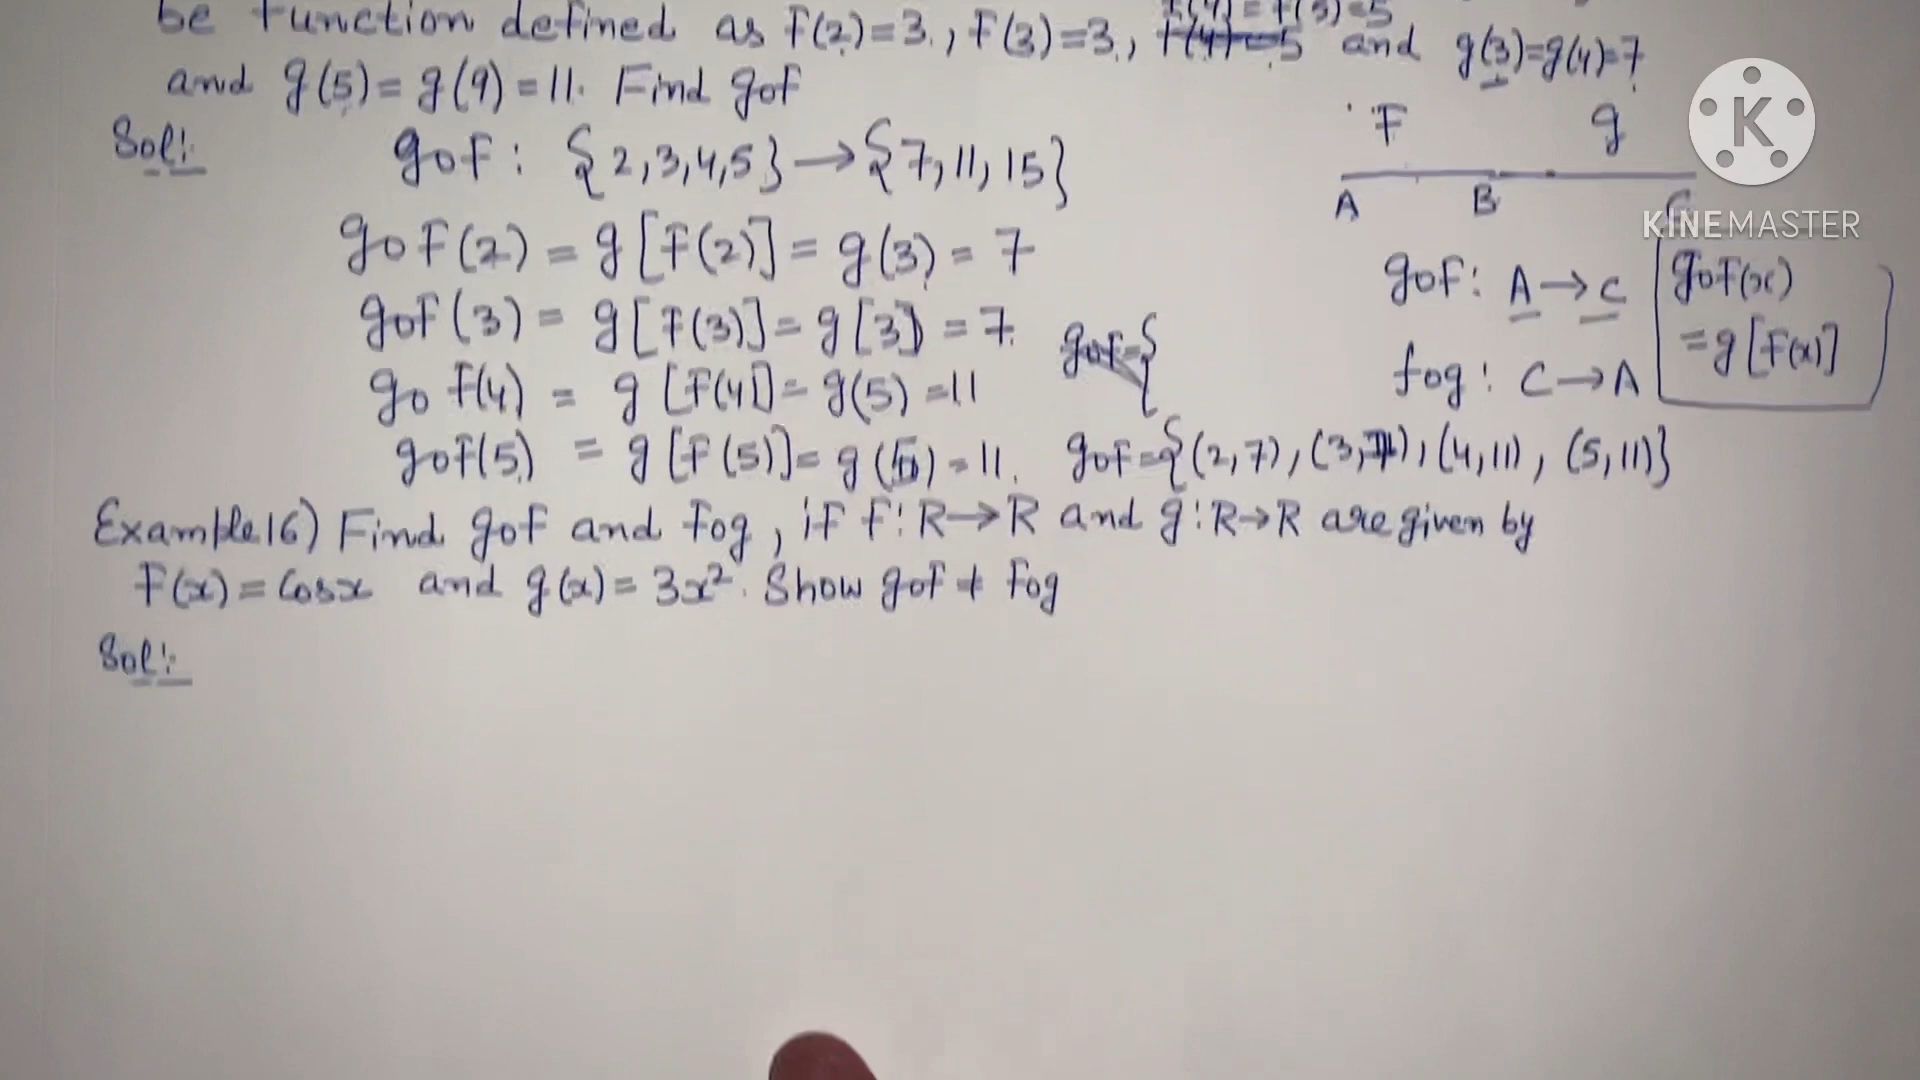 be function defined as F(2)=3, F(3)=3, F(4)=F(5)=5 and g(3)=g(4)=7
and g(5)=g(9)=11. Find goF
Sol:
goF : {2,3,4,5}→{7,11,15}
goF(2) = g[F(2)] = g(3) = 7
goF(3) = g[F(3)] = g[3] = 7
goF(4) = g[F(4)] = g(5) = 11
goF(5) = g[F(5)] = g(5) = 11. goF={(2,7),(3,7),(4,11),(5,11)}
F g
A B C
goF: A→C
fog: C→A
goF(x)
=g[F(x)]
goF={
Example16) Find goF and Fog, if F:R→R and g:R→R are given by
F(x)=Cosx and g(x)=3x². Show goF ≠ Fog
Sol:
K
KINEMASTER